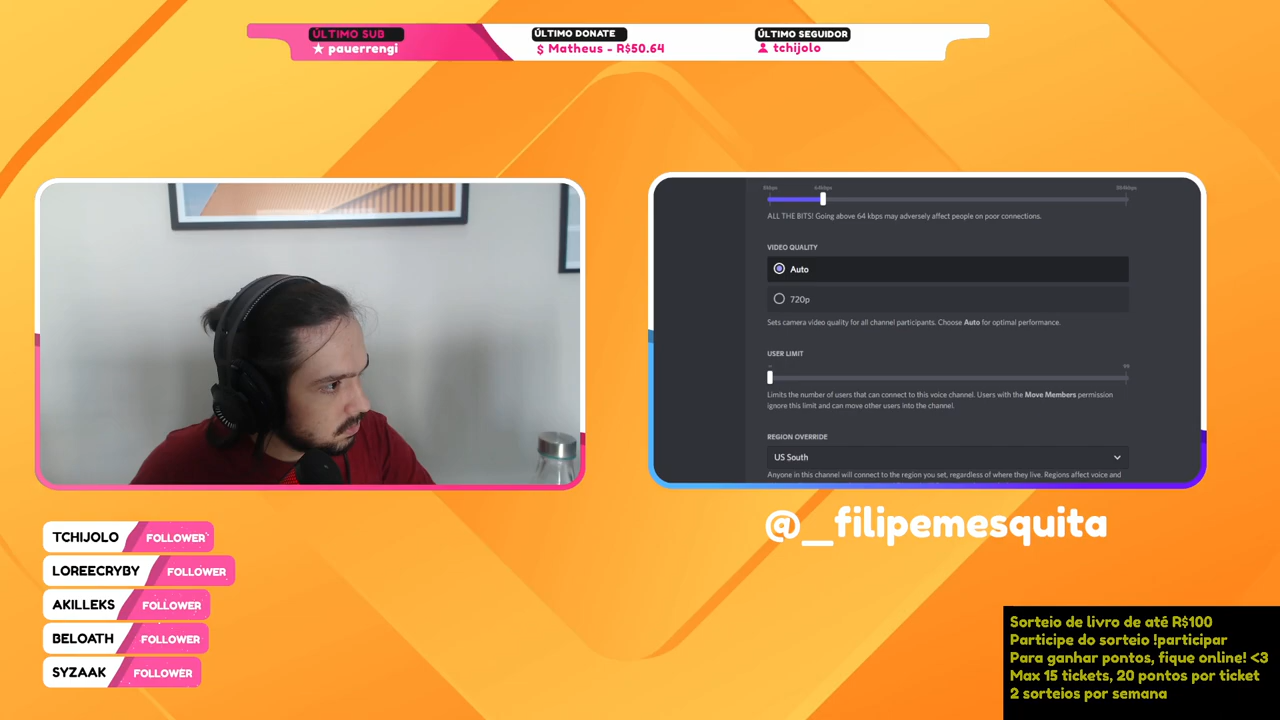 ÚLTIMO SUB
pauerrengi
ÚLTIMO DONATE
$ Matheus - R$50.64
ÚLTIMO SEGUIDOR
tchijolo
8kbps 64kbps 384kbps
ALL THE BITS! Going above 64 kbps may adversely affect people on poor connections.
VIDEO QUALITY
Auto
720p
Sets camera video quality for all channel participants. Choose Auto for optimal performance.
USER LIMIT
99
Limits the number of users that can connect to this voice channel. Users with the Move Members permission
ignore this limit and can move other users into the channel.
REGION OVERRIDE
US South
Anyone in this channel will connect to the region you set, regardless of where they live. Regions affect voice and
@__filipemesquita
TCHIJOLO FOLLOWER
LOREECRYBY FOLLOWER
AKILLEKS FOLLOWER
BELOATH FOLLOWER
SYZAAK FOLLOWER
Sorteio de livro de até R$100
Participe do sorteio !participar
Para ganhar pontos, fique online! <3
Max 15 tickets, 20 pontos por ticket
2 sorteios por semana